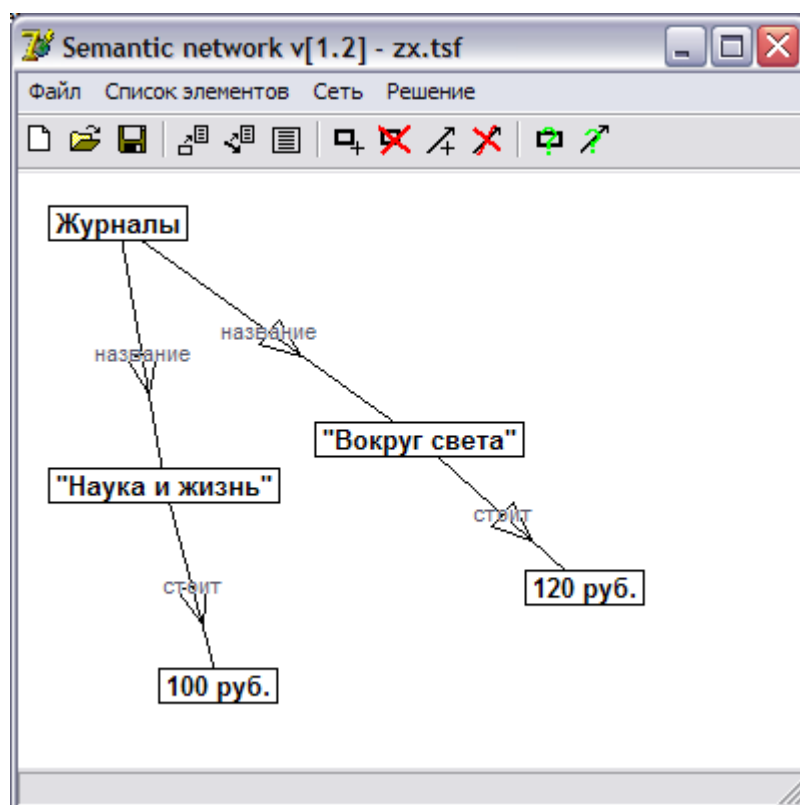 Semantic network v[1.2] - zx.tsf
Файл Список элементов Сеть Решение
Журналы
название
название
"Вокруг света"
"Наука и жизнь"
стоит
120 руб.
стоит
100 руб.